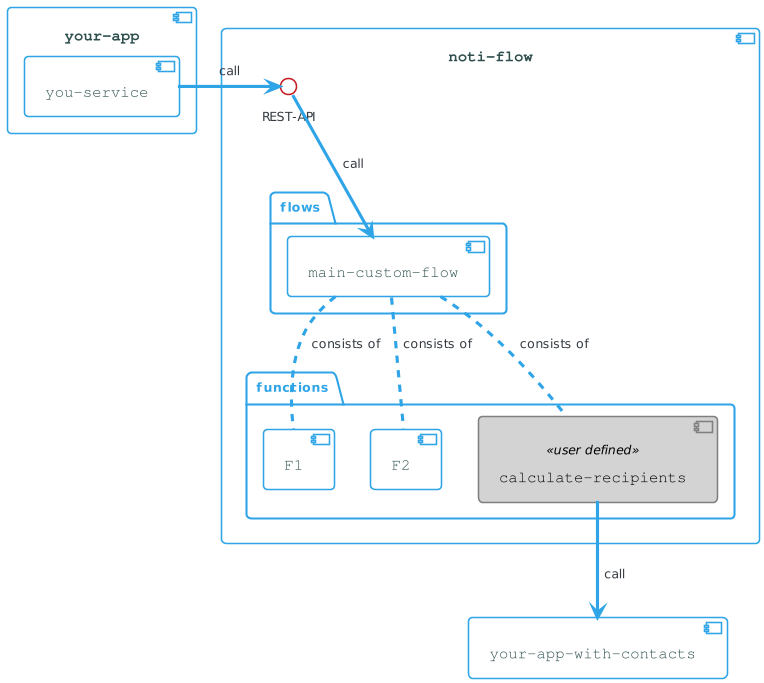 your-app
you-service
call
noti-flow
REST-API
call
flows
main-custom-flow
consists of
consists of
consists of
functions
F1
F2
«user defined»
calculate-recipients
call
your-app-with-contacts